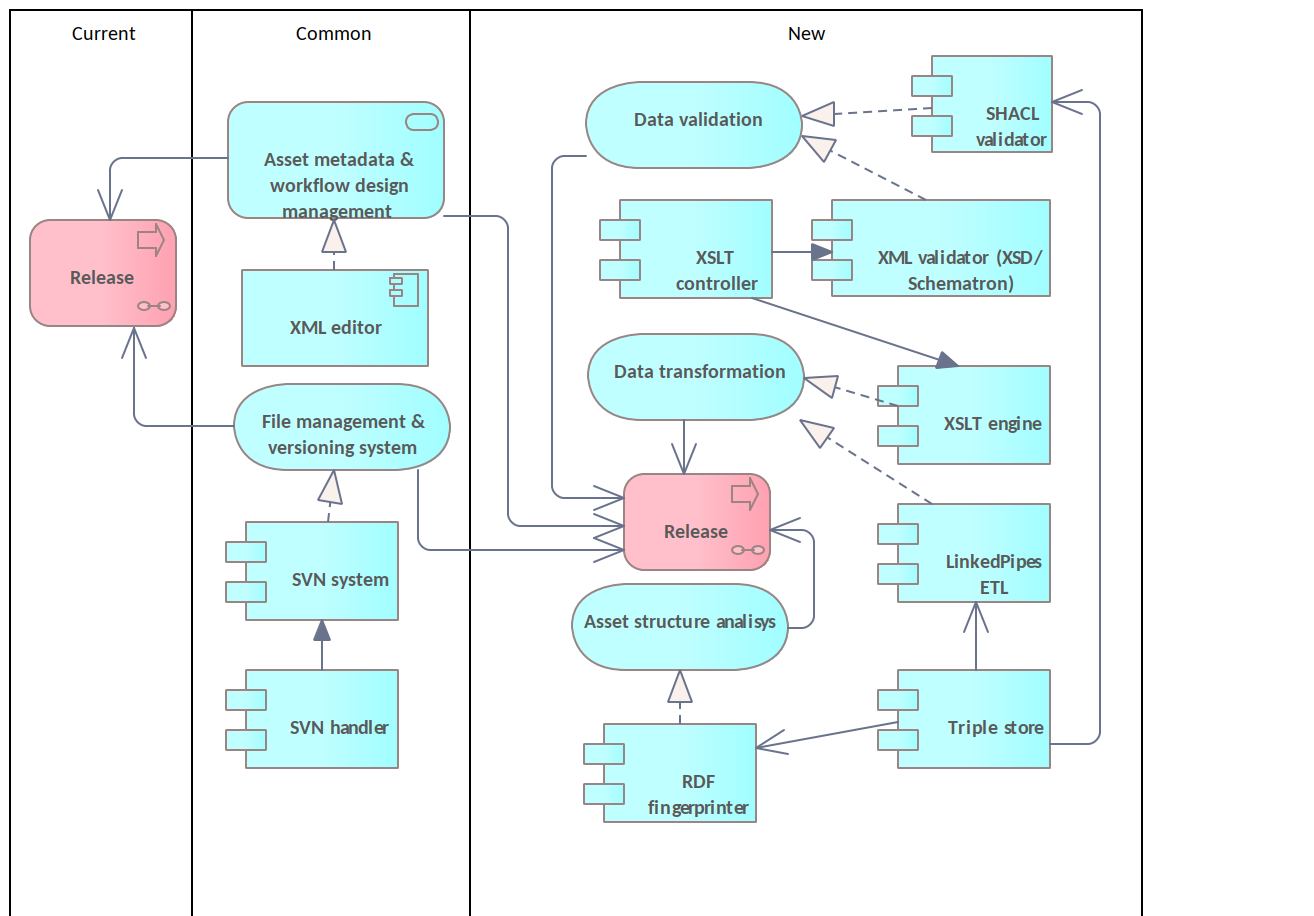 Current
Common
New
Asset metadata &
workflow design
management
Release
XML editor
File management &
versioning system
SVN system
SVN handler
Data validation
SHACL
validator
XSLT
controller
XML validator (XSD/
Schematron)
Data transformation
XSLT engine
Release
LinkedPipes
ETL
Asset structure analisys
Triple store
RDF
fingerprinter